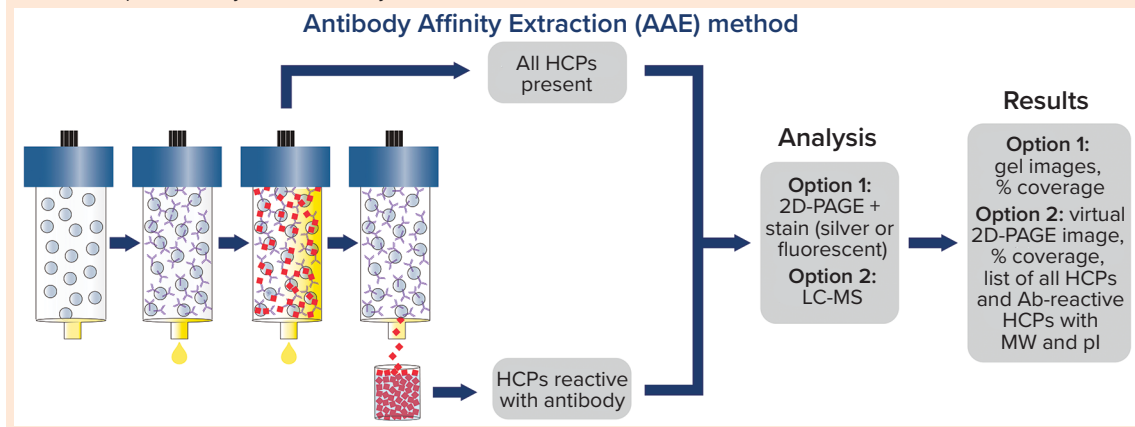 Antibody Affinity Extraction (AAE) method
All HCPs
present
HCPs reactive
with antibody
Analysis
Option 1:
2D-PAGE +
stain (silver or
fluorescent)
Option 2:
LC-MS
Results
Option 1:
gel images,
% coverage
Option 2: virtual
2D-PAGE image,
% coverage,
list of all HCPs
and Ab-reactive
HCPs with
MW and pI